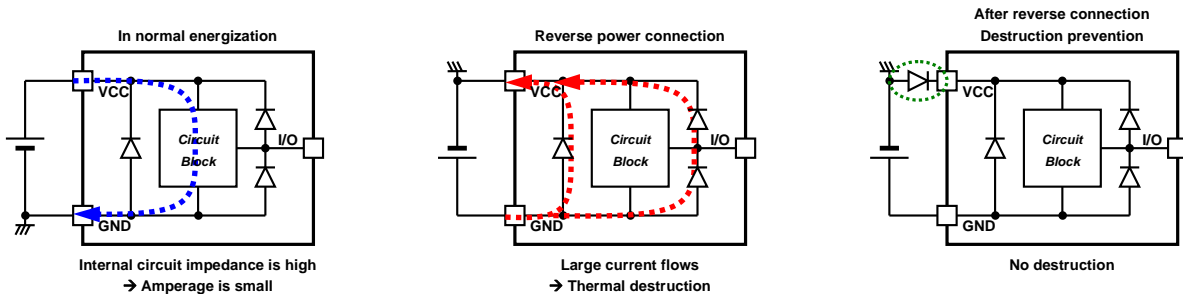 In normal energization
VCC
Circuit
Block
I/O
GND
Internal circuit impedance is high
→ Amperage is small
Reverse power connection
VCC
Circuit
Block
I/O
GND
Large current flows
→ Thermal destruction
After reverse connection
Destruction prevention
VCC
Circuit
Block
I/O
GND
No destruction